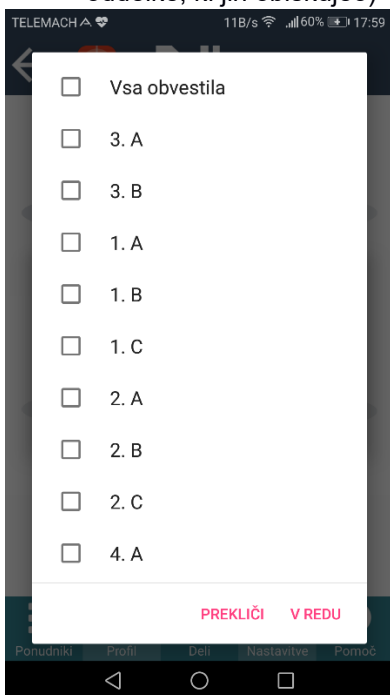 TELEMACH 11B/s 60% 17:59
Vsa obvestila
3. A
3. B
1. A
1. B
1. C
2. A
2. B
2. C
4. A
PREKLIČI V REDU
Ponudniki Profil Deli Nastavitve Pomoč